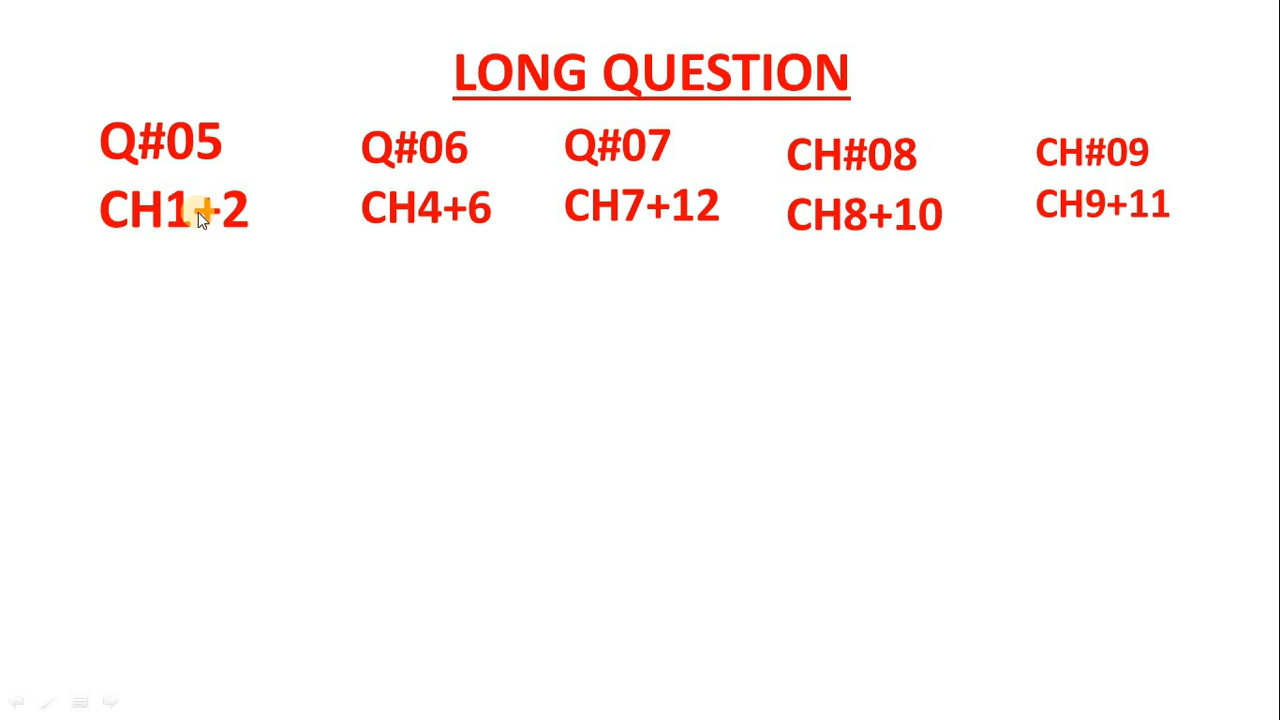 LONG QUESTION
Q#05
CH1+2
Q#06
CH4+6
Q#07
CH7+12
CH#08
CH8+10
CH#09
CH9+11